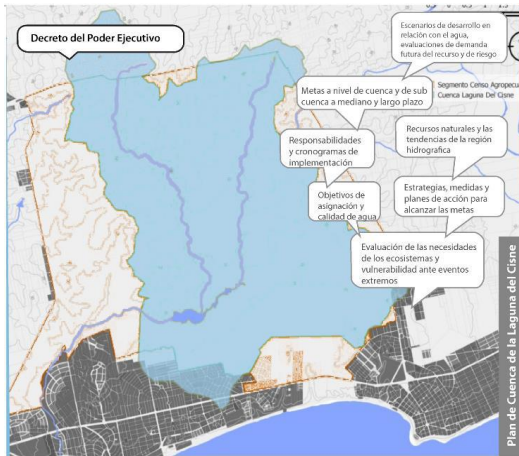 Decreto del Poder Ejecutivo
Escenarios de desarrollo en
relación con el agua,
evaluaciones de demanda
futura del recurso y de riesgo
Metas a nivel de cuenca y de sub
cuenca a mediano y largo plazo
Segmento Censo Agropecu
Cuenca Laguna Del Cisne
Responsabilidades
y cronogramas de
implementación
Recursos naturales y las
tendencias de la región
hidrografica
Objetivos de
asignación y
calidad de agua
Estrategias, medidas y
planes de acción para
alcanzar las metas
Evaluación de las necesidades
de los ecosistemas y
vulnerabilidad ante eventos
extremos
Plan de Cuenca de la Laguna del Cisne